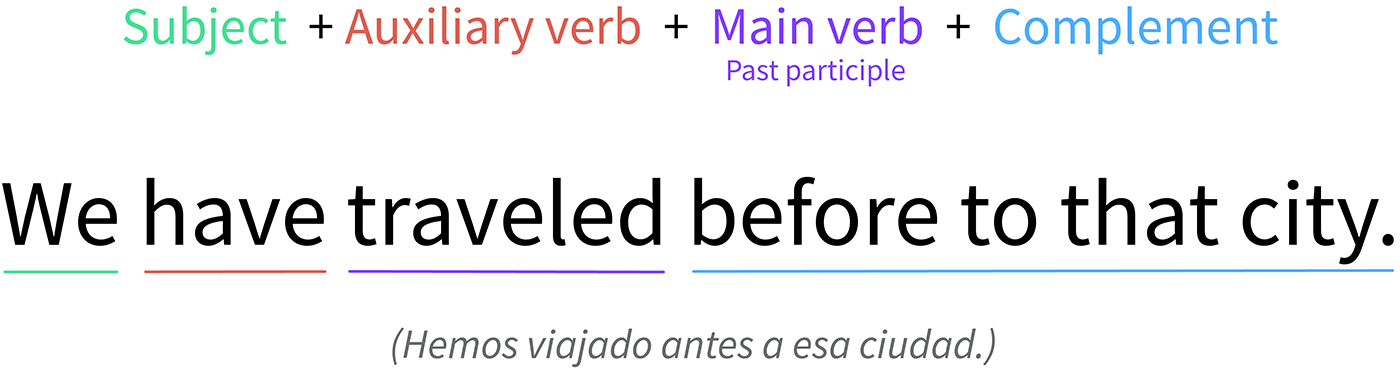 Subject + Auxiliary verb + Main verb + Complement
Past participle
We have traveled before to that city.
(Hemos viajado antes a esa ciudad.)